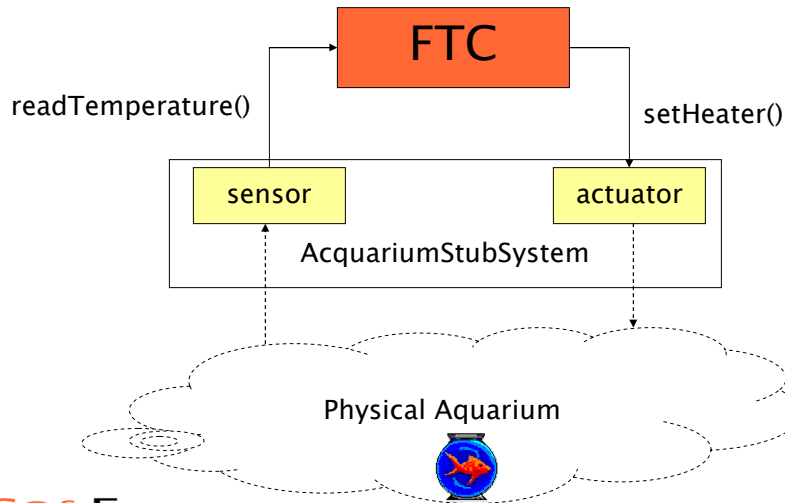 FTC
readTemperature()
setHeater()
sensor
actuator
AcquariumStubSystem
Physical Aquarium